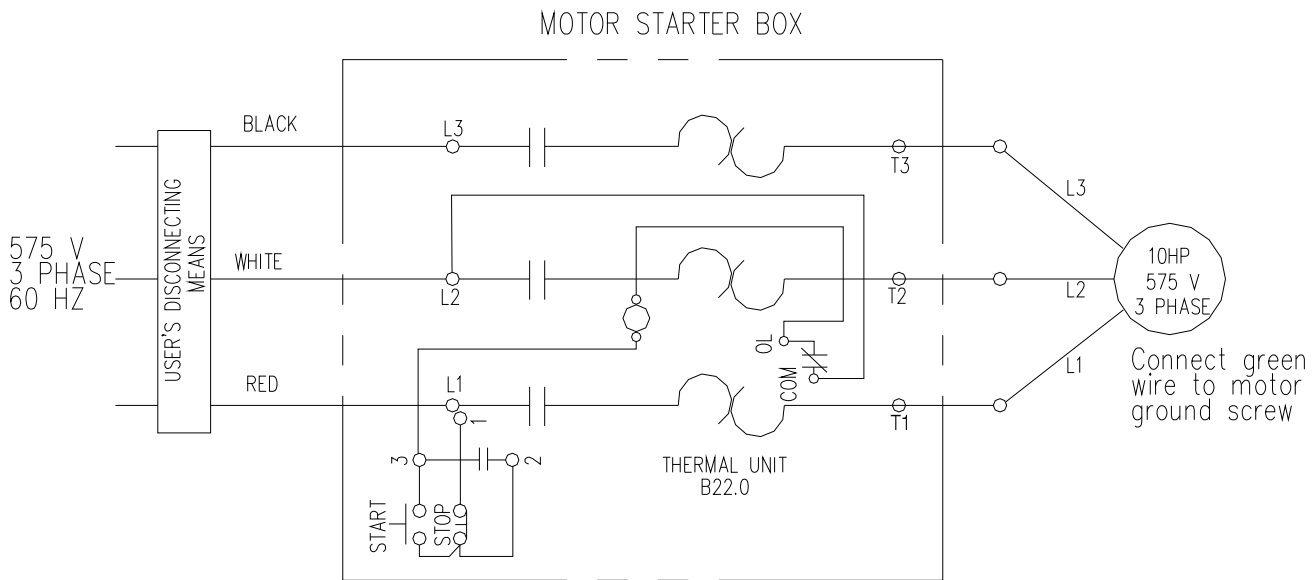 MOTOR STARTER BOX
BLACK
L3
T3
L3
575 V
3 PHASE
60 HZ
USER'S DISCONNECTING
MEANS
WHITE
L2
T2
L2
10HP
575 V
3 PHASE
OL
COM
RED
L1
1
T1
L1
Connect green
wire to motor
ground screw
3
2
THERMAL UNIT
B22.0
START
STOP